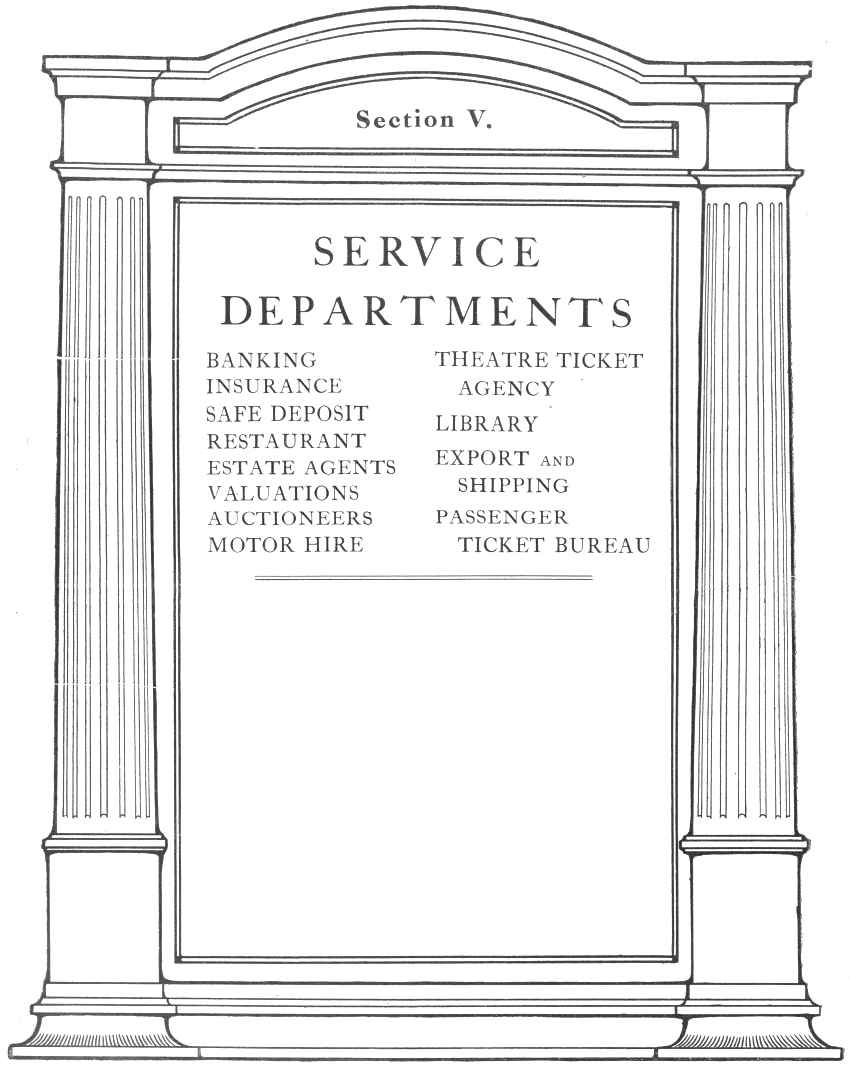 Section V.
SERVICE
DEPARTMENTS
BANKING
INSURANCE
SAFE DEPOSIT
RESTAURANT
ESTATE AGENTS
VALUATIONS
AUCTIONEERS
MOTOR HIRE
THEATRE TICKET
AGENCY
LIBRARY
EXPORT AND
SHIPPING
PASSENGER
TICKET BUREAU